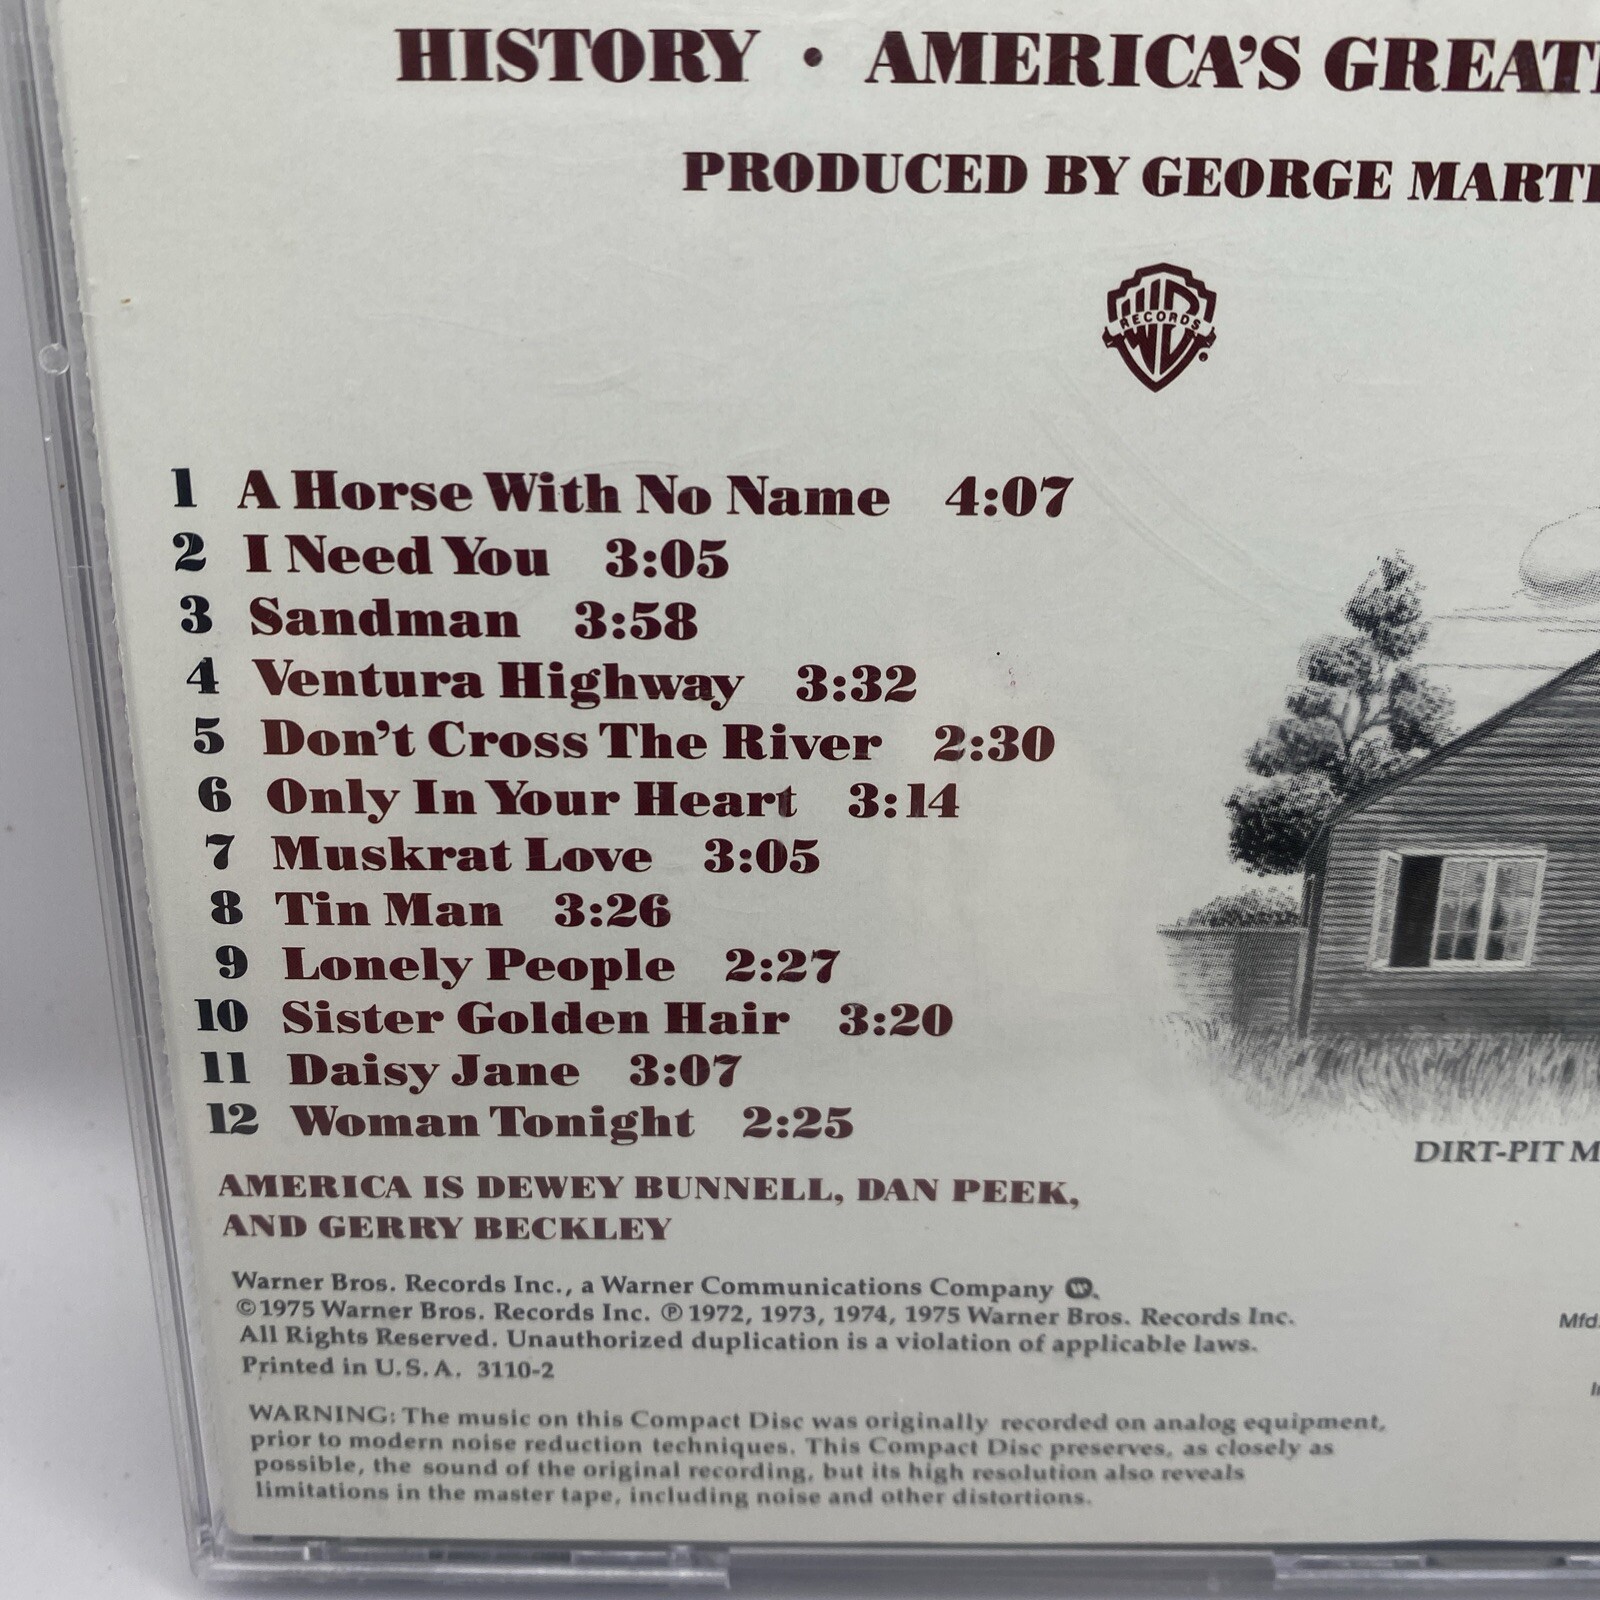 HISTORY • AMERICA'S GREAT
PRODUCED BY GEORGE MARTI
WB RECORDS ®
1 A Horse With No Name 4:07
2 I Need You 3:05
3 Sandman 3:58
4 Ventura Highway 3:32
5 Don't Cross The River 2:30
6 Only In Your Heart 3:14
7 Muskrat Love 3:05
8 Tin Man 3:26
9 Lonely People 2:27
10 Sister Golden Hair 3:20
11 Daisy Jane 3:07
12 Woman Tonight 2:25
DIRT-PIT M
AMERICA IS DEWEY BUNNELL, DAN PEEK,
AND GERRY BECKLEY
Warner Bros. Records Inc., a Warner Communications Company W.
©1975 Warner Bros. Records Inc. ℗1972, 1973, 1974, 1975 Warner Bros. Records Inc.
All Rights Reserved. Unauthorized duplication is a violation of applicable laws.
Printed in U.S.A. 3110-2
Mfd.
WARNING: The music on this Compact Disc was originally recorded on analog equipment,
prior to modern noise reduction techniques. This Compact Disc preserves, as closely as
possible, the sound of the original recording, but its high resolution also reveals
limitations in the master tape, including noise and other distortions.